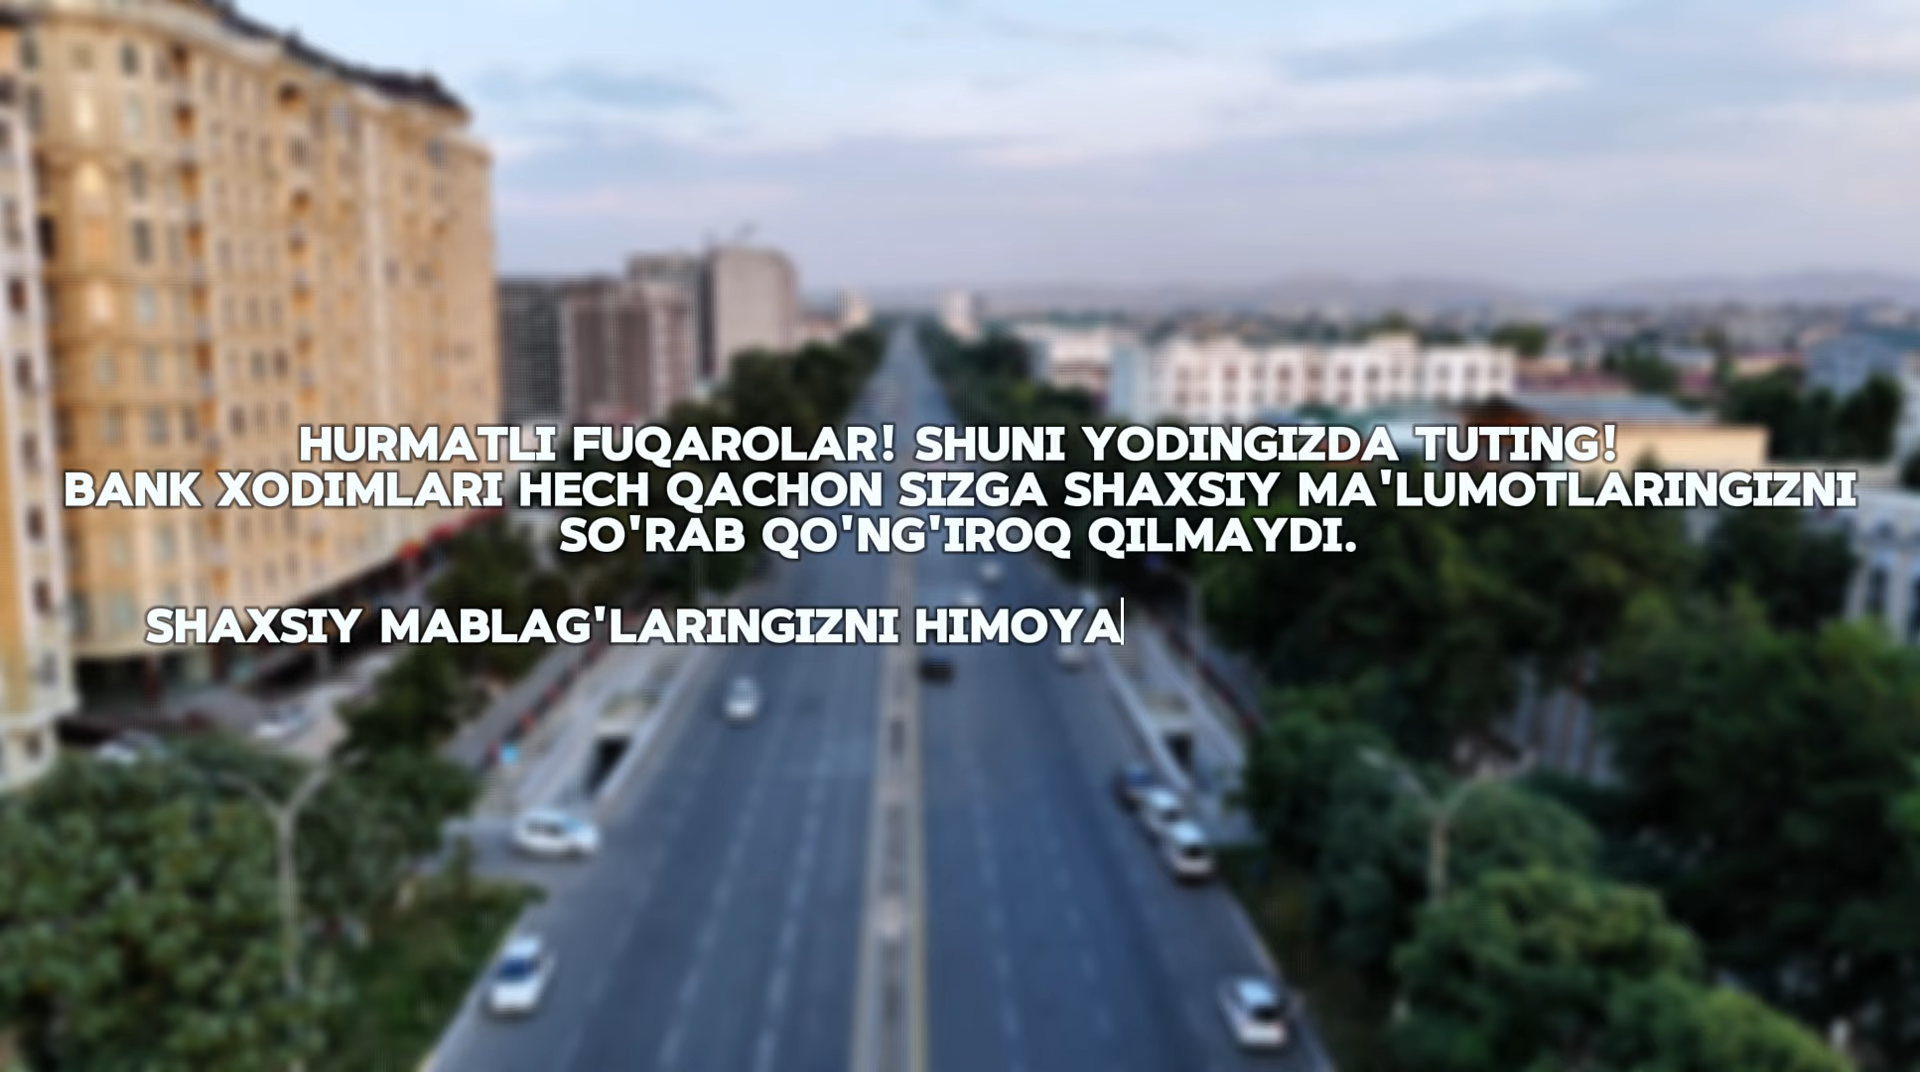 HURMATLI FUQAROLAR! SHUNI YODINGIZDA TUTING!
BANK XODIMLARI HECH QACHON SIZGA SHAXSIY MA'LUMOTLARINGIZNI
SO'RAB QO'NG'IROQ QILMAYDI.
SHAXSIY MABLAG'LARINGIZNI HIMOYA